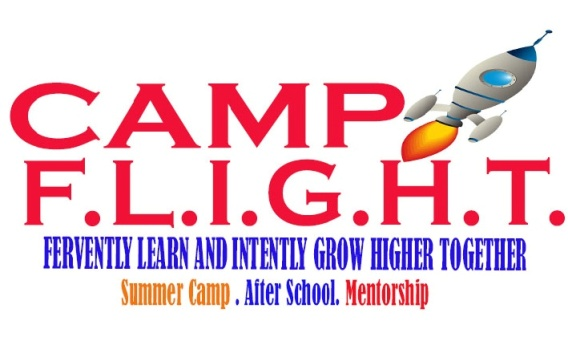 CAMP
F.L.I.G.H.T.
FERVENTLY LEARN AND INTENTLY GROW HIGHER TOGETHER
Summer Camp . After School. Mentorship